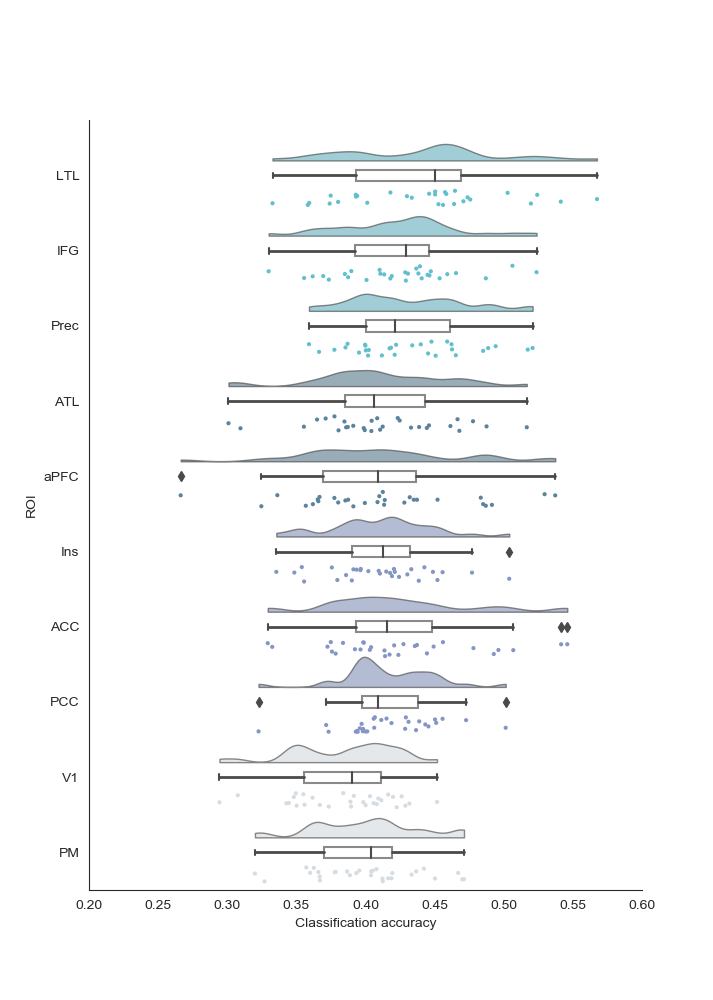 LTL
IFG
Prec
ATL
aPFC
Ins
ACC
PCC
V1
PM
ROI
0.20 0.25 0.30 0.35 0.40 0.45 0.50 0.55 0.60
Classification accuracy